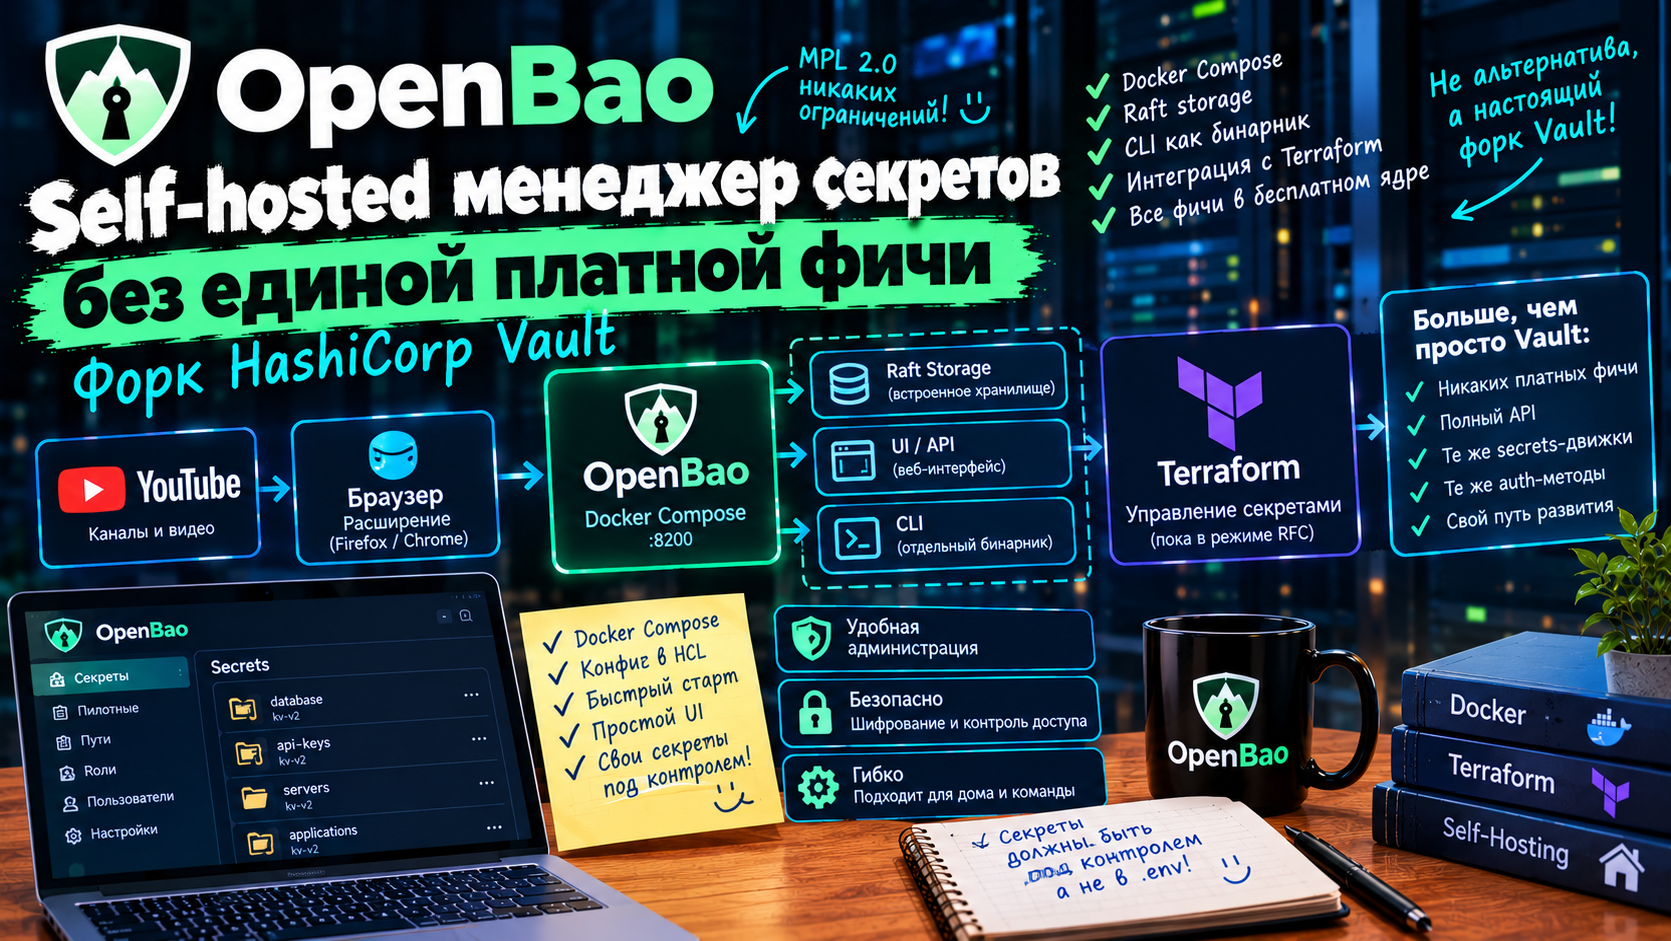 OpenBao
MPL 2.0
никаких
ограничений!
Self-hosted менеджер секретов
без единой платной фичи
Форк HashiCorp Vault
Docker Compose
Raft storage
CLI как бинарник
Интеграция с Terraform
Все фичи в бесплатном ядре
Не альтернатива,
а настоящий
форк Vault!
YouTube
Каналы и видео
Браузер
Расширение
(Firefox / Chrome)
OpenBao
Docker Compose
:8200
Raft Storage
(встроенное хранилище)
UI / API
(веб-интерфейс)
CLI
(отдельный бинарник)
Terraform
Управление секретами
(пока в режиме RFC)
Больше, чем
просто Vault:
Никаких платных фичи
Полный API
Те же secrets-движки
Те же auth-методы
Свой путь развития
OpenBao
Секреты
Пилотные
Пути
Роли
Пользователи
Настройки
Secrets
database
kv-v2
api-keys
kv-v2
servers
kv-v2
applications
kv-v2
Docker Compose
Конфиг в HCL
Быстрый старт
Простой UI
Свои секреты
под контролем!
Удобная
администрация
Безопасно
Шифрование и контроль доступа
Гибко
Подходит для дома и команды
OpenBao
Секреты
должны быть
под контролем
а не в .env!
Docker
Terraform
Self-Hosting